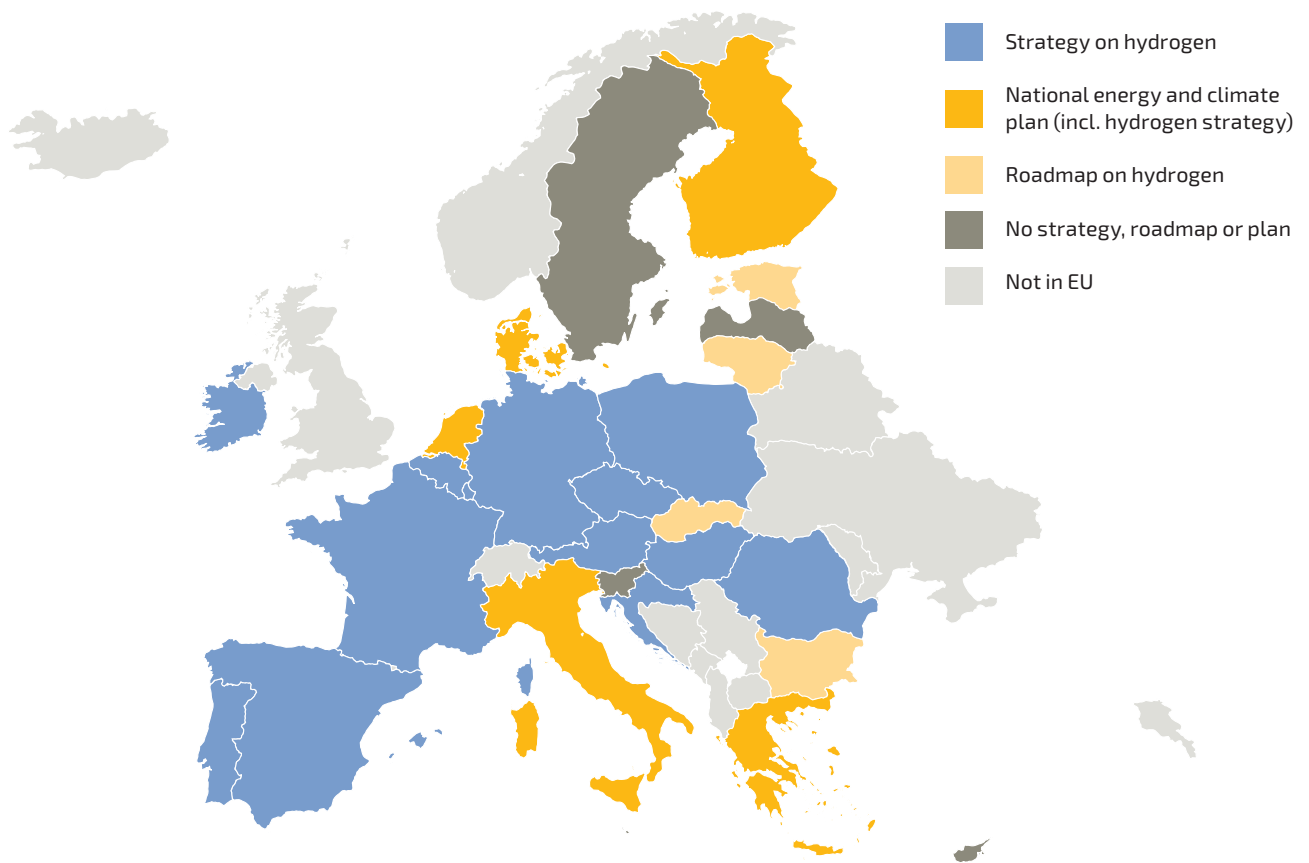 Strategy on hydrogen
National energy and climate
plan (incl. hydrogen strategy)
Roadmap on hydrogen
No strategy, roadmap or plan
Not in EU